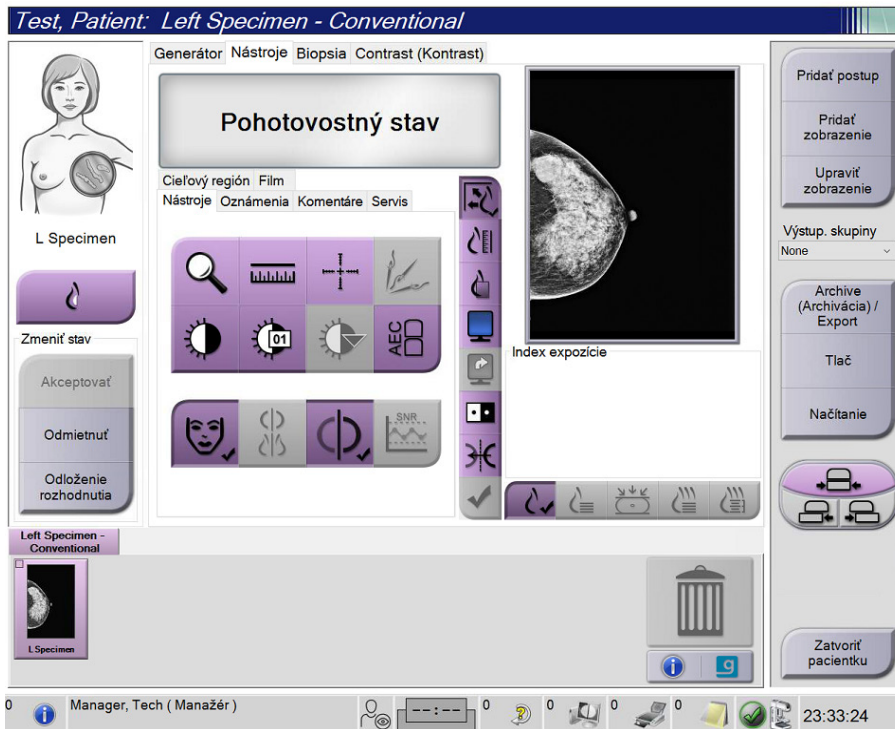 Test, Patient: Left Specimen - Conventional
Generátor Nástroje Biopsia Contrast (Kontrast)
Pohotovostný stav
Cieľový región Film
Nástroje Oznámenia Komentáre Servis
L Specimen
Zmeniť stav
Akceptovať
Odmietnuť
Odloženie
rozhodnutia
01
AEC
SNR
Index expozície
Pridať postup
Pridať
zobrazenie
Upraviť
zobrazenie
Výstup. skupiny
None
Archive
(Archivácia) /
Export
Tlač
Načítanie
Left Specimen -
Conventional
L Specimen
Zatvoriť
pacientku
0 Manager, Tech ( Manažér ) --:-- 0 0 0 0 23:33:24